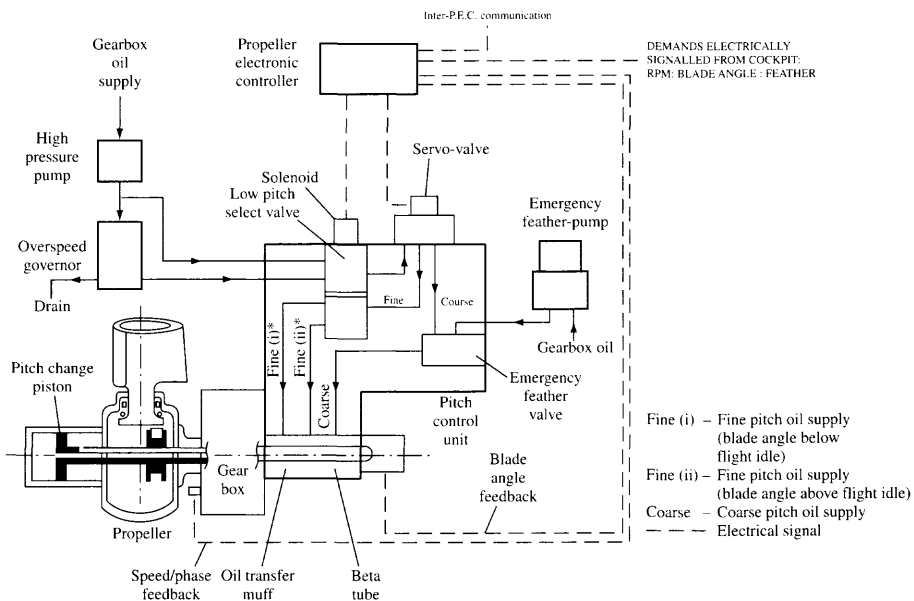 Inter-P.E.C. communication
Gearbox
oil
supply
Propeller
electronic
controller
DEMANDS ELECTRICALLY
SIGNALLED FROM COCKPIT:
RPM: BLADE ANGLE : FEATHER
High
pressure
pump
Servo-valve
Solenoid
Low pitch
select valve
Emergency
feather-pump
Overspeed
governor
Drain
Fine
Course
Fine (i)*
Fine (ii)*
Coarse
Gearbox oil
Emergency
feather
valve
Pitch change
piston
Pitch
control
unit
Gear
box
Blade
angle
feedback
Propeller
Speed/phase
feedback
Oil transfer
muff
Beta
tube
Fine (i) – Fine pitch oil supply
(blade angle below
flight idle)
Fine (ii) – Fine pitch oil supply
(blade angle above flight idle)
Coarse – Coarse pitch oil supply
Electrical signal